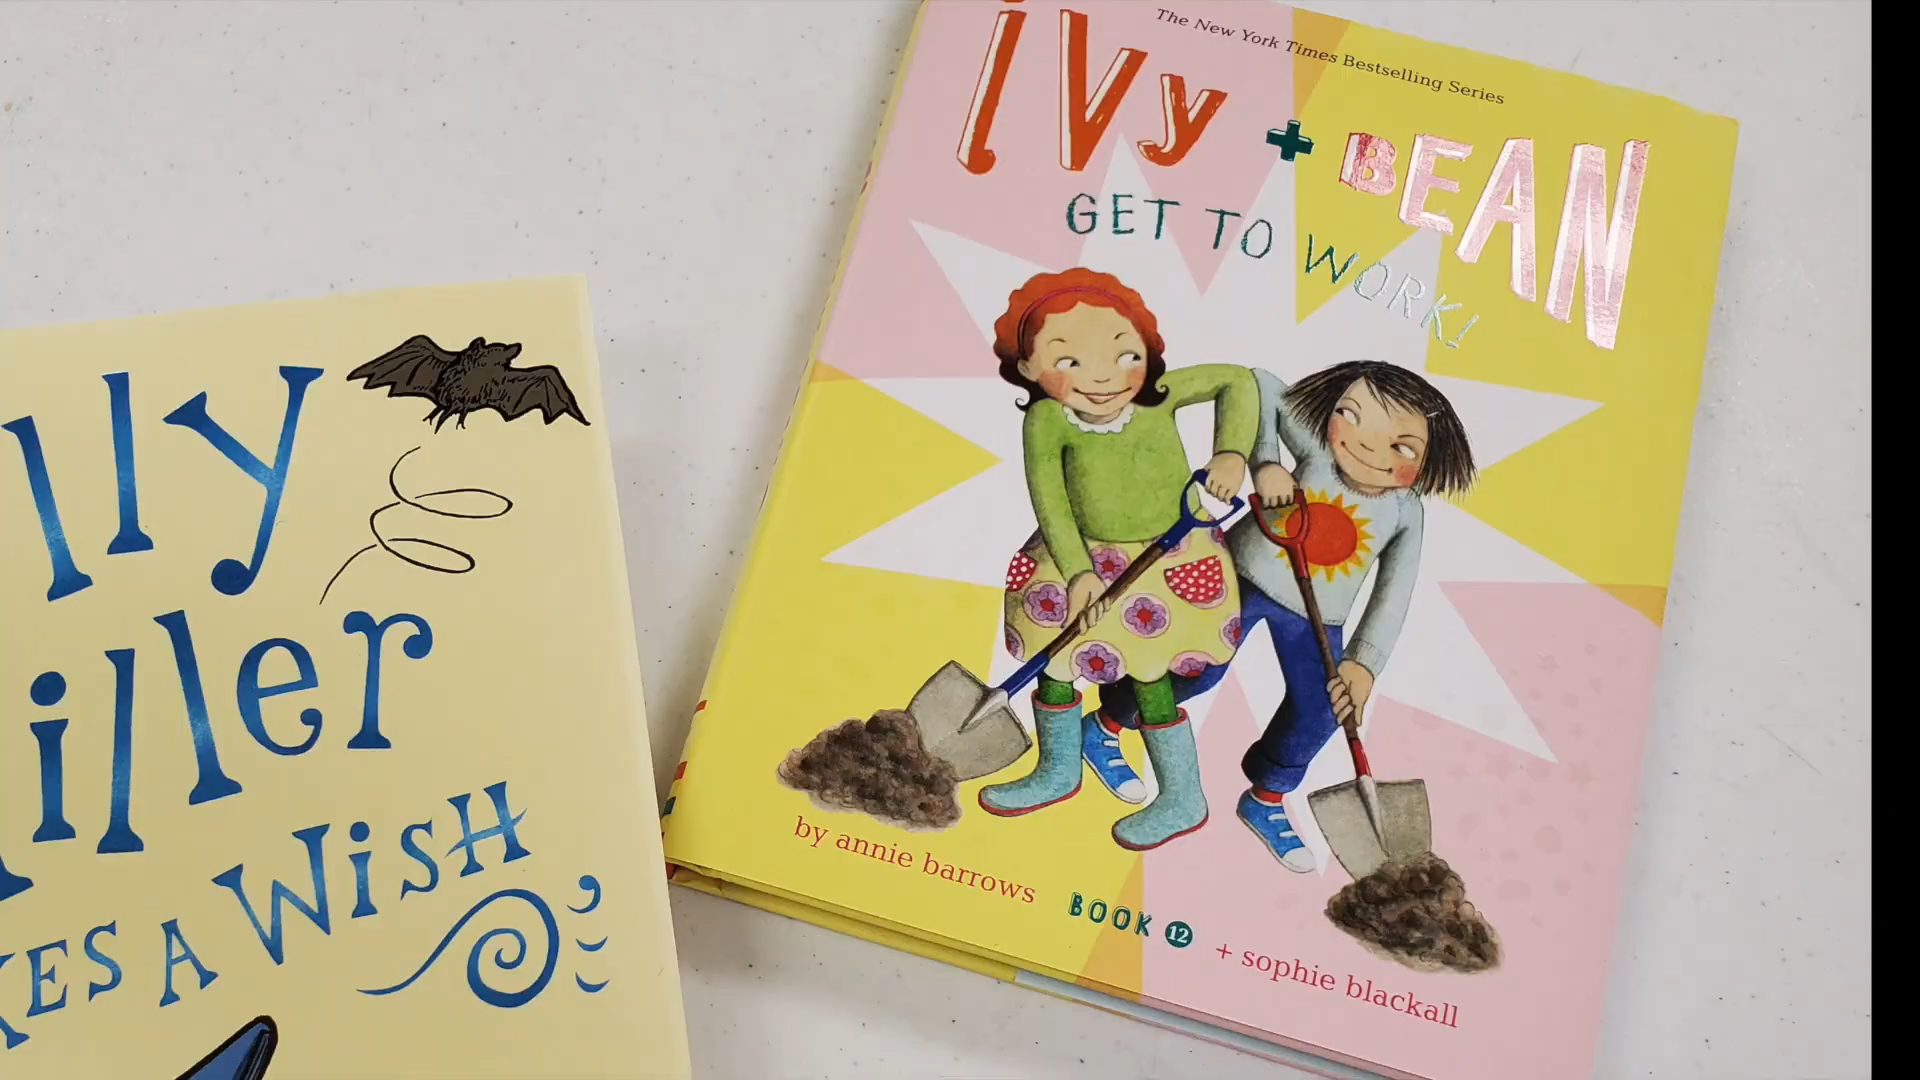 lly
iller
KES A WiSH
The New York Times Bestselling Series
ivy + BEAN
GET TO WORK!
by annie barrows
BOOK 12
+ sophie blackall